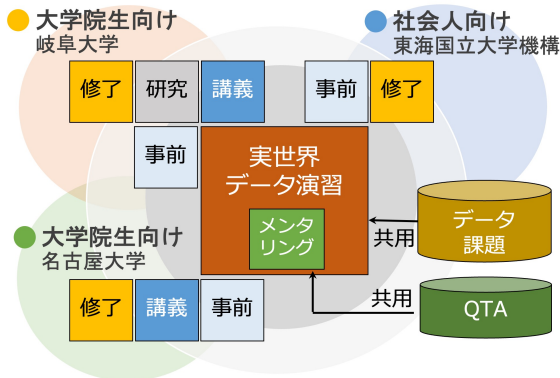 大学院生向け
岐阜大学
社会人向け
東海国立大学機構
修了
研究
講義
事前
修了
事前
実世界
データ演習
メンタ
リング
共用
データ
課題
大学院生向け
名古屋大学
修了
講義
事前
共用
QTA